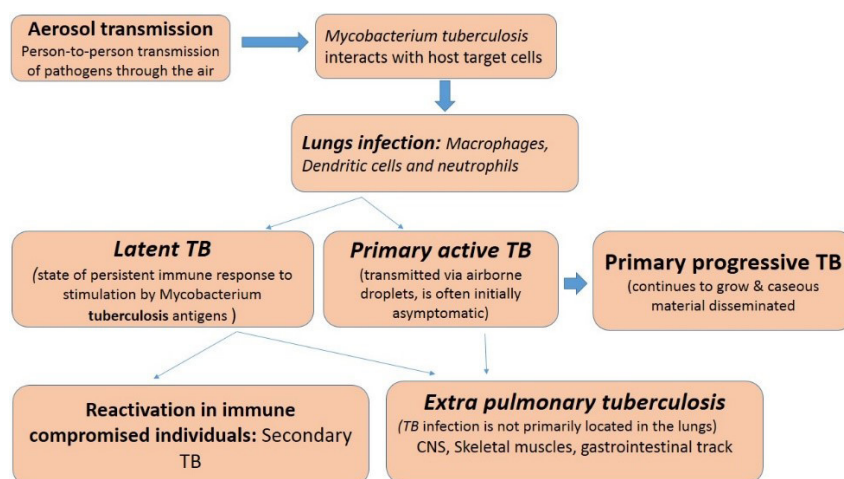 Aerosol transmission
Person-to-person transmission
of pathogens through the air
Mycobacterium tuberculosis
interacts with host target cells
Lungs infection: Macrophages,
Dendritic cells and neutrophils
Latent TB
(state of persistent immune response to
stimulation by Mycobacterium
tuberculosis antigens )
Primary active TB
(transmitted via airborne
droplets, is often initially
asymptomatic)
Primary progressive TB
(continues to grow & caseous
material disseminated
Reactivation in immune
compromised individuals: Secondary
TB
Extra pulmonary tuberculosis
(TB infection is not primarily located in the lungs)
CNS, Skeletal muscles, gastrointestinal track